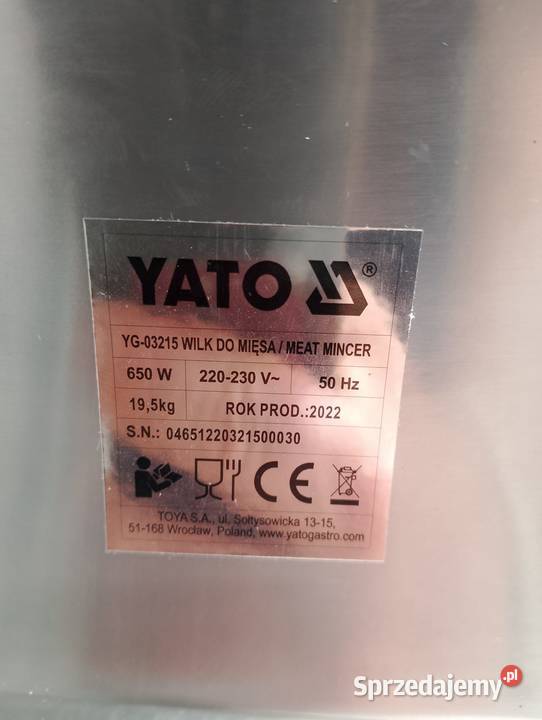 YATO ®
YG-03215 WILK DO MIĘSA / MEAT MINCER
650 W 220-230 V~ 50 Hz
19,5kg ROK PROD.:2022
S.N.: 04651220321500030
CE
TOYA S.A., ul. Sołtysowicka 13-15,
51-168 Wrocław, Poland, www.yatogastro.com
Sprzedajemy.pl